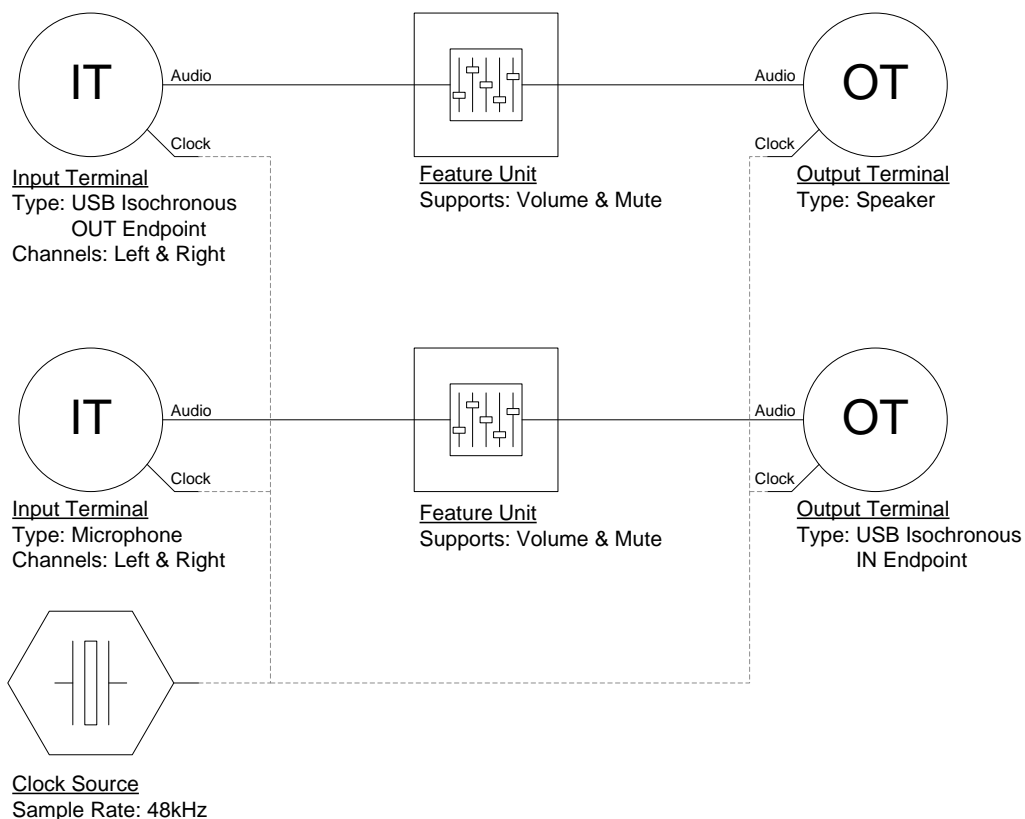 IT
Audio
Audio
OT
Clock
Clock
Input Terminal
Type: USB Isochronous
OUT Endpoint
Channels: Left & Right
Feature Unit
Supports: Volume & Mute
Output Terminal
Type: Speaker
IT
Audio
Audio
OT
Clock
Clock
Input Terminal
Type: Microphone
Channels: Left & Right
Feature Unit
Supports: Volume & Mute
Output Terminal
Type: USB Isochronous
IN Endpoint
Clock Source
Sample Rate: 48kHz